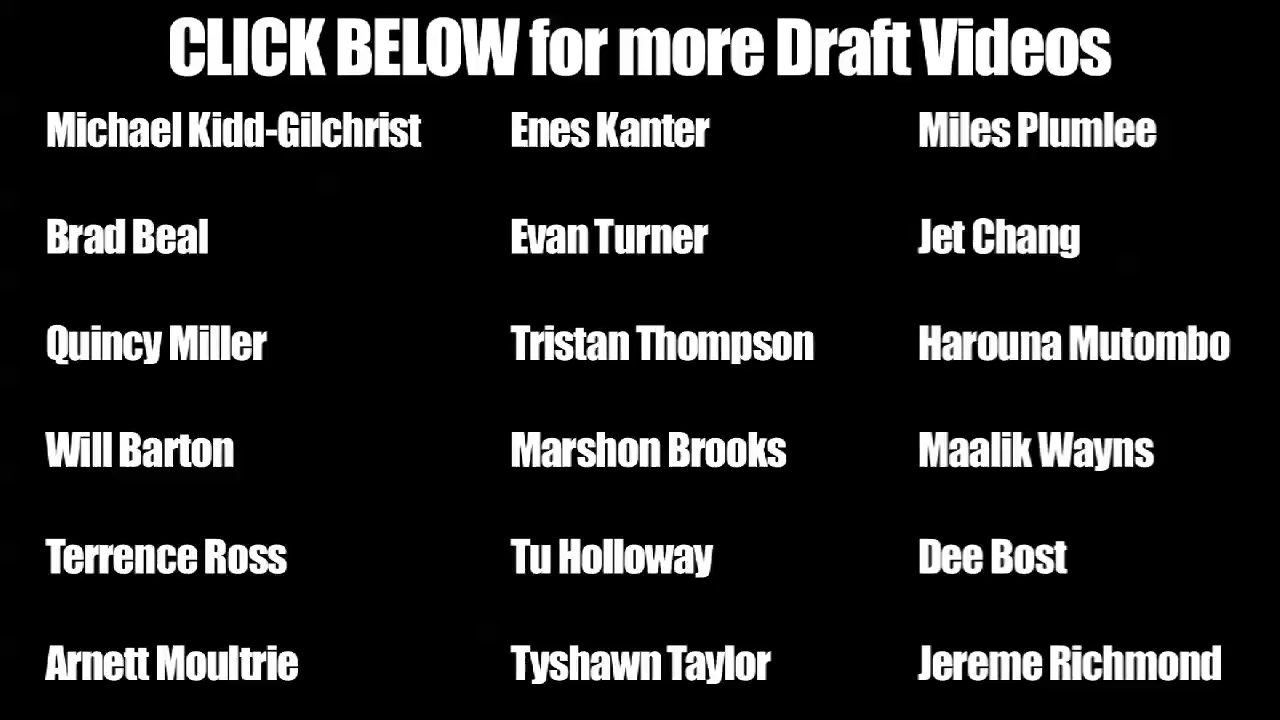 CLICK BELOW for more Draft Videos
Michael Kidd-Gilchrist
Enes Kanter
Miles Plumlee
Brad Beal
Evan Turner
Jet Chang
Quincy Miller
Tristan Thompson
Harouna Mutombo
Will Barton
Marshon Brooks
Maalik Wayns
Terrence Ross
Tu Holloway
Dee Bost
Arnett Moultrie
Tyshawn Taylor
Jereme Richmond